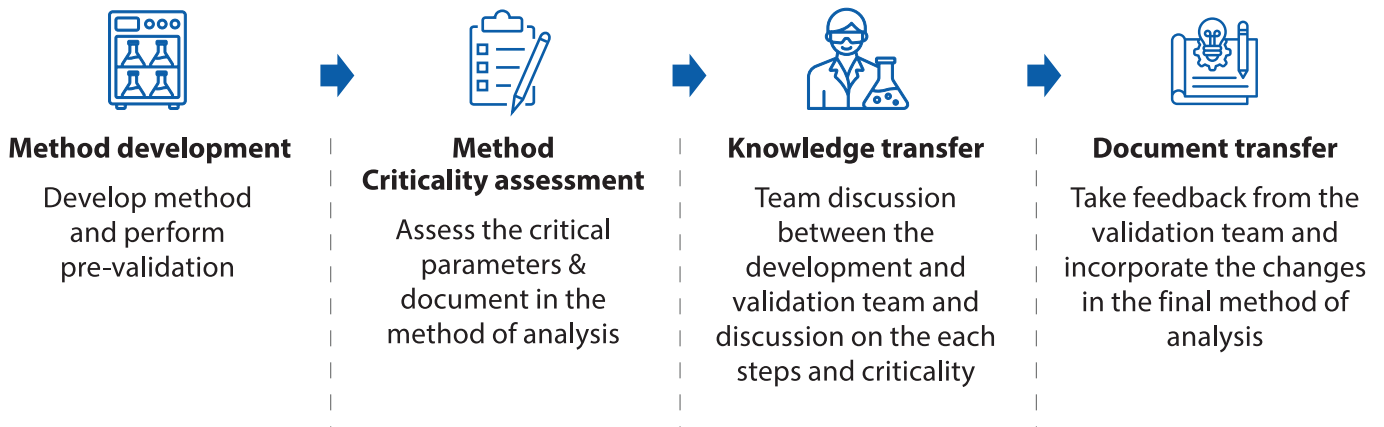 Method development
Develop method
and perform
pre-validation
Method
Criticality assessment
Assess the critical
parameters &
document in the
method of analysis
Knowledge transfer
Team discussion
between the
development and
validation team and
discussion on the each
steps and criticality
Document transfer
Take feedback from the
validation team and
incorporate the changes
in the final method of
analysis